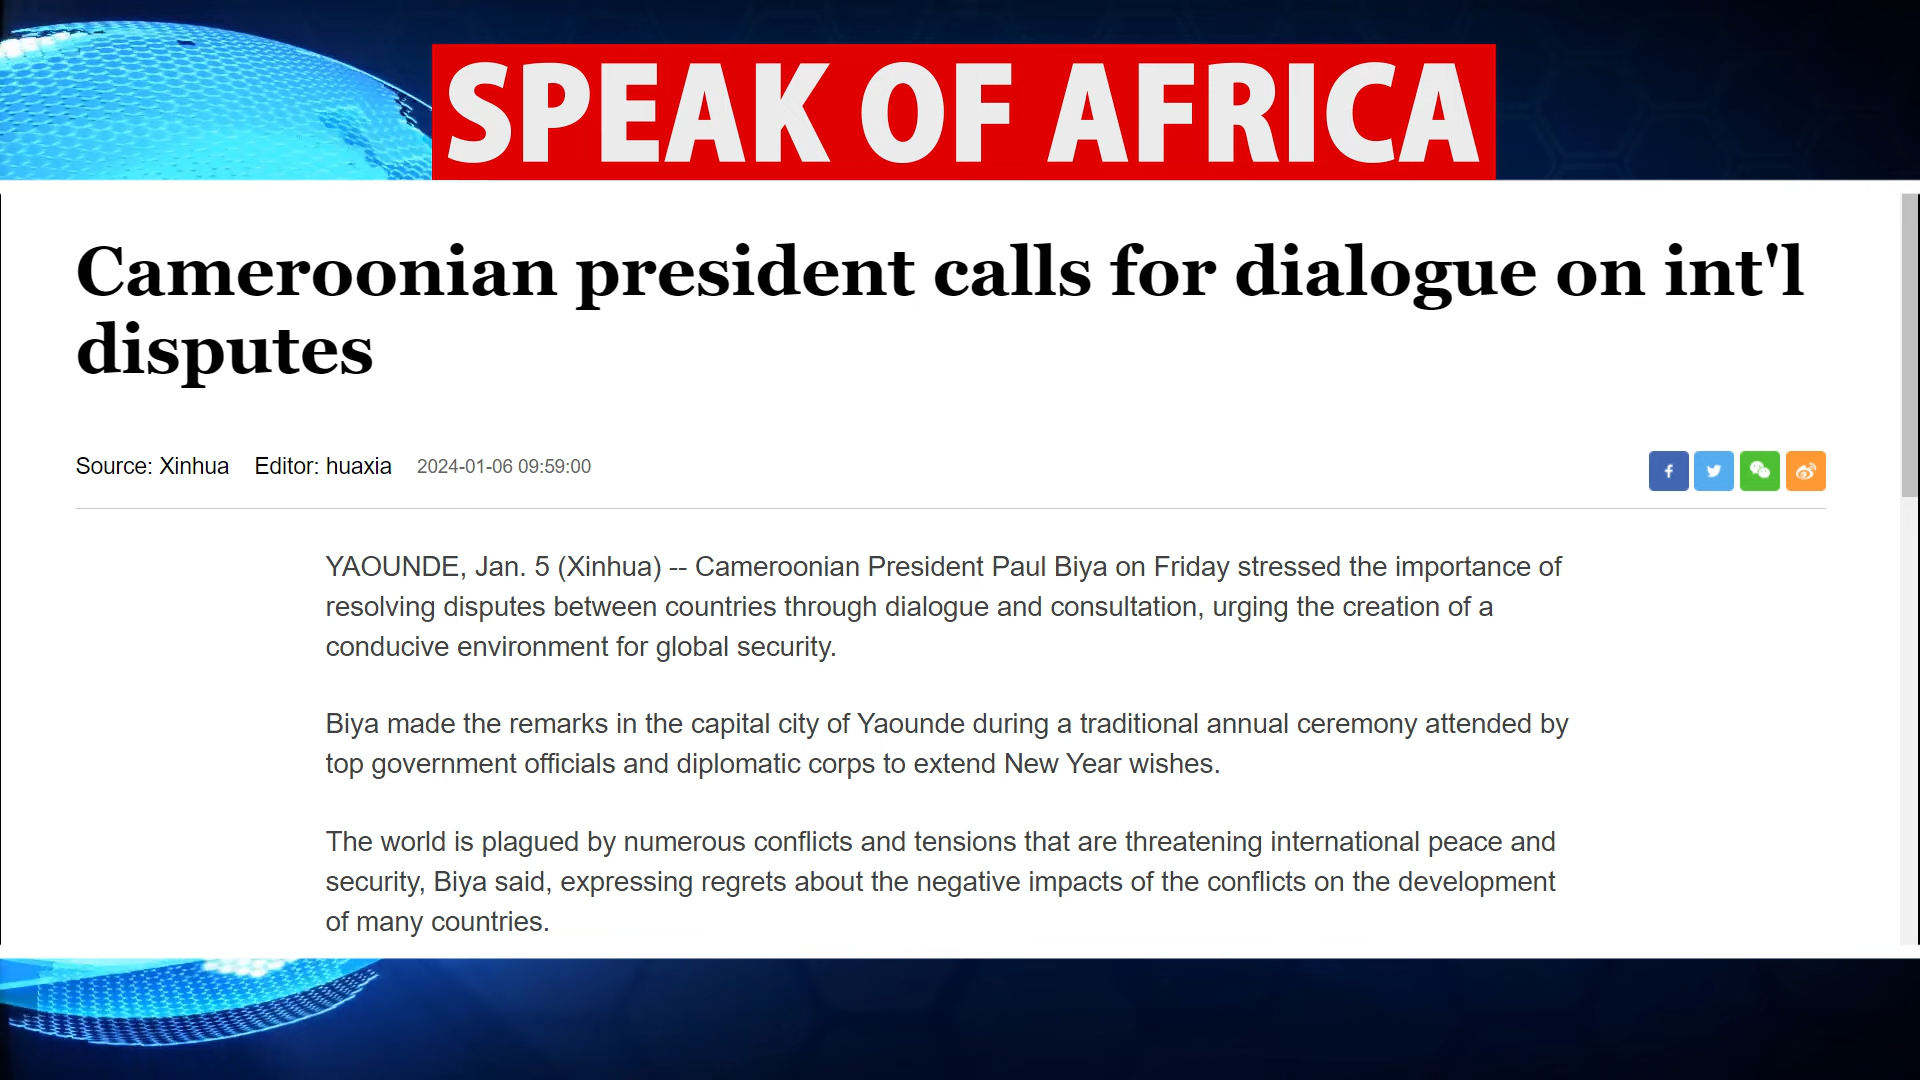 SPEAK OF AFRICA
Cameroonian president calls for dialogue on int'l
disputes
Source: Xinhua Editor: huaxia 2024-01-06 09:59:00
YAOUNDE, Jan. 5 (Xinhua) -- Cameroonian President Paul Biya on Friday stressed the importance of
resolving disputes between countries through dialogue and consultation, urging the creation of a
conducive environment for global security.
Biya made the remarks in the capital city of Yaounde during a traditional annual ceremony attended by
top government officials and diplomatic corps to extend New Year wishes.
The world is plagued by numerous conflicts and tensions that are threatening international peace and
security, Biya said, expressing regrets about the negative impacts of the conflicts on the development
of many countries.